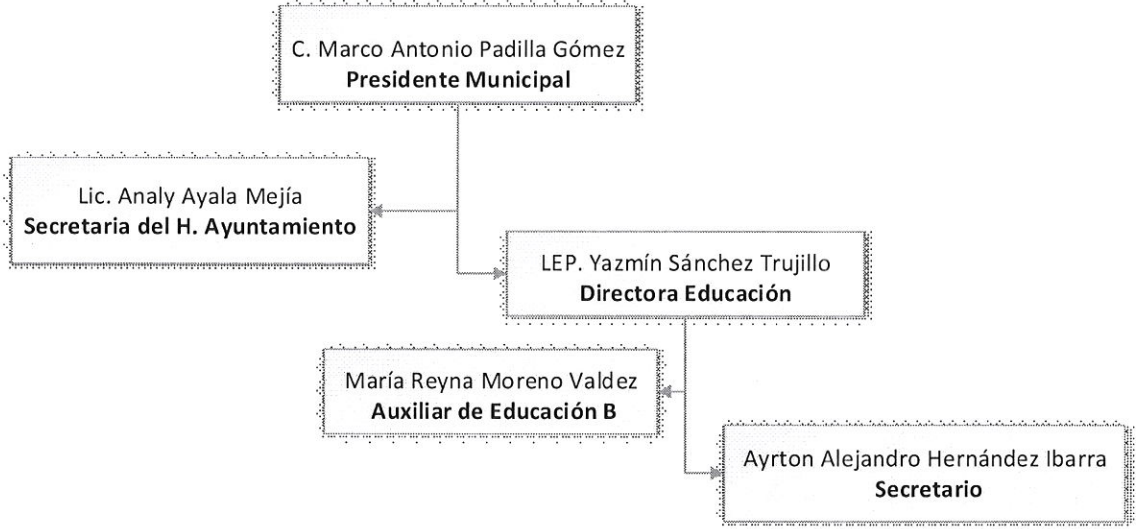 C. Marco Antonio Padilla Gómez
Presidente Municipal
Lic. Analy Ayala Mejía
Secretaria del H. Ayuntamiento
LEP. Yazmín Sánchez Trujillo
Directora Educación
María Reyna Moreno Valdez
Auxiliar de Educación B
Ayrton Alejandro Hernández Ibarra
Secretario